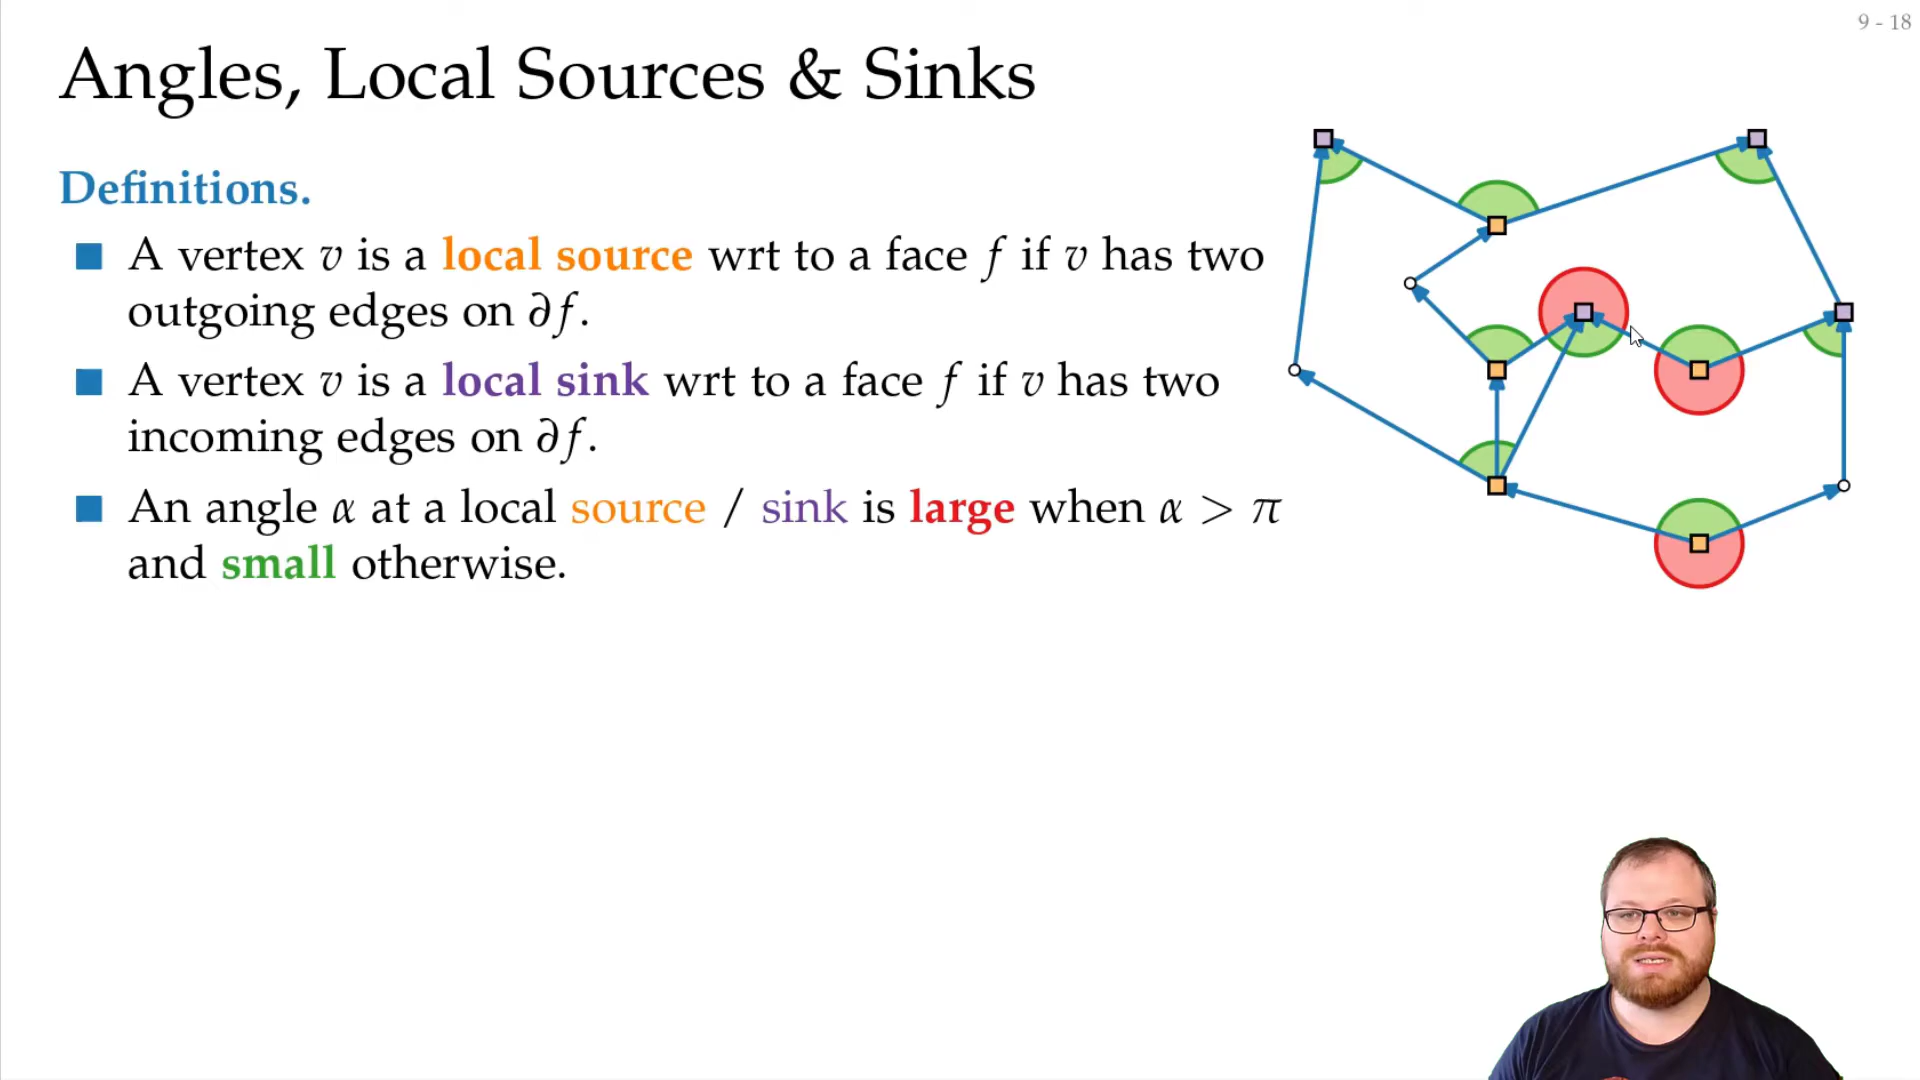 9 - 18
Angles, Local Sources & Sinks
Definitions.
A vertex v is a local source wrt to a face f if v has two
outgoing edges on ∂f.
A vertex v is a local sink wrt to a face f if v has two
incoming edges on ∂f.
An angle α at a local source / sink is large when α > π
and small otherwise.